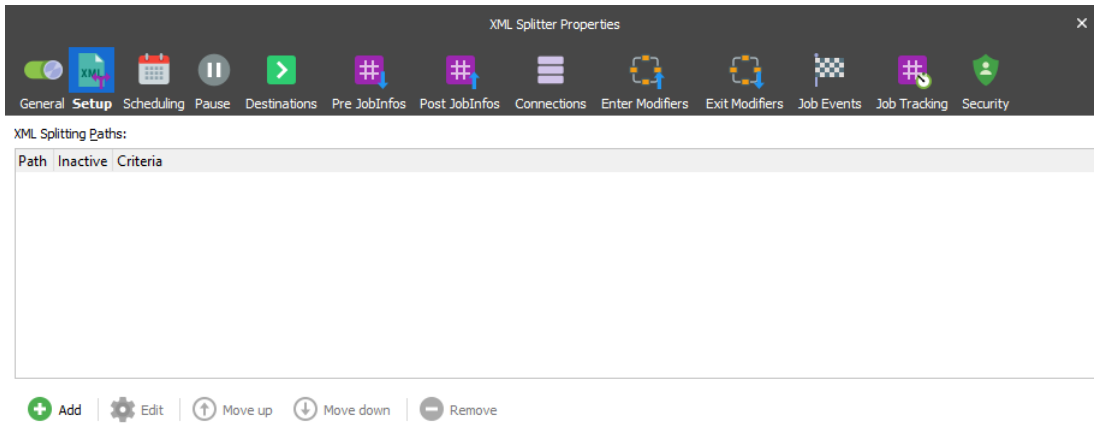 XML Splitter Properties
XML
General Setup Scheduling Pause Destinations Pre JobInfos Post JobInfos Connections Enter Modifiers Exit Modifiers Job Events Job Tracking Security
XML Splitting Paths:
Path Inactive Criteria
Add Edit Move up Move down Remove